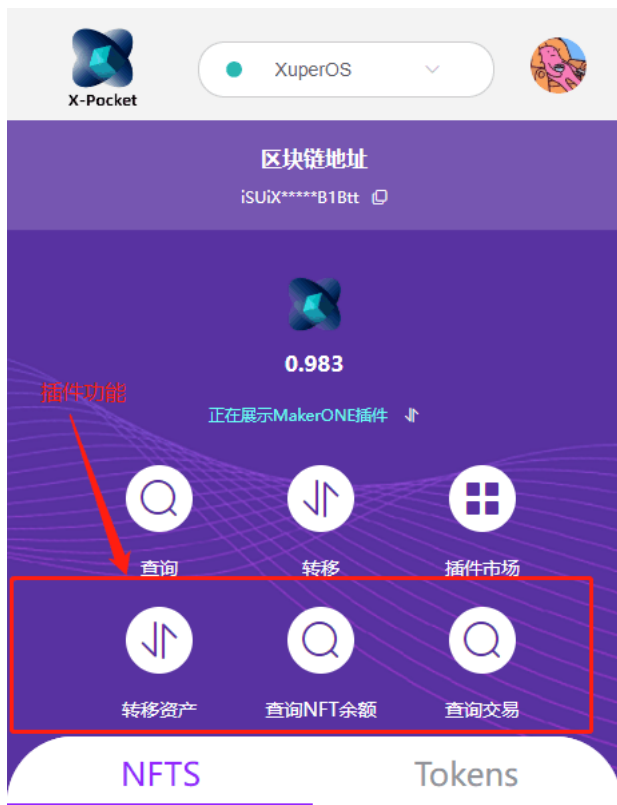 X-Pocket
XuperOS
区块链地址
iSUiX*****B1Btt
0.983
插件功能
正在展示MakerONE插件
查询
转移
插件市场
转移资产
查询NFT余额
查询交易
NFTS
Tokens